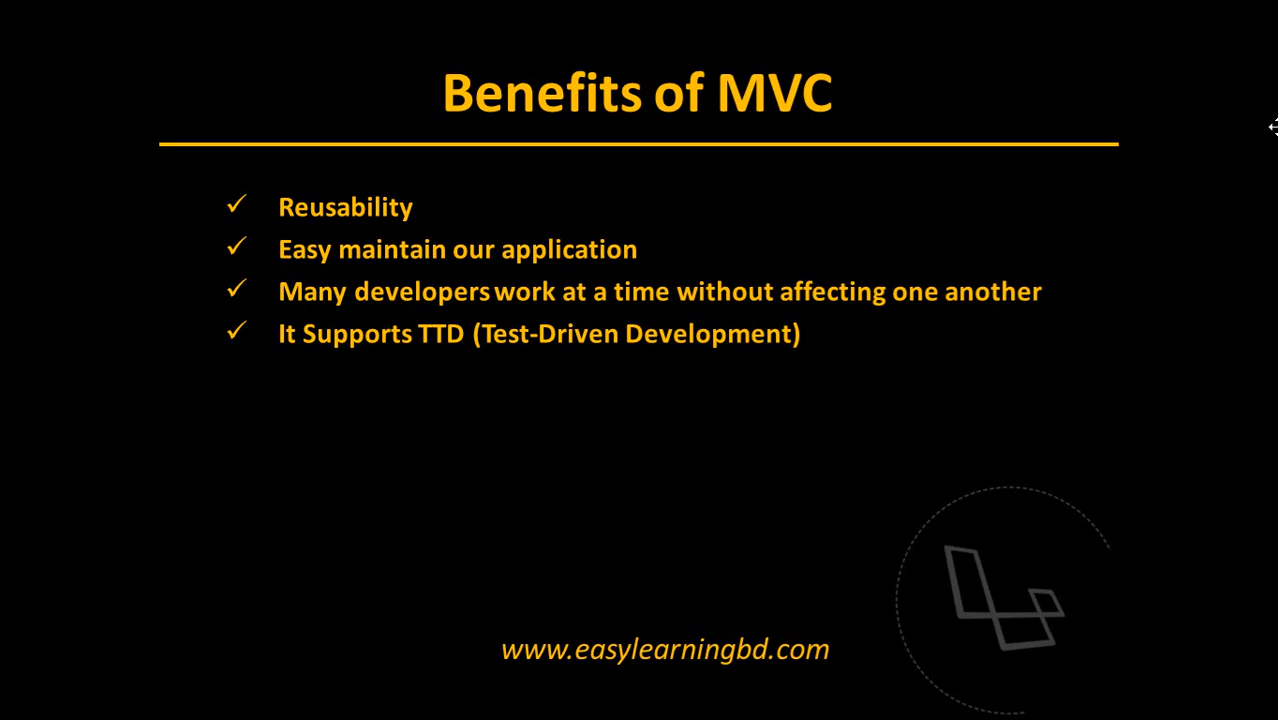 Benefits of MVC
✓ Reusability
✓ Easy maintain our application
✓ Many developers work at a time without affecting one another
✓ It Supports TTD (Test-Driven Development)
www.easylearningbd.com